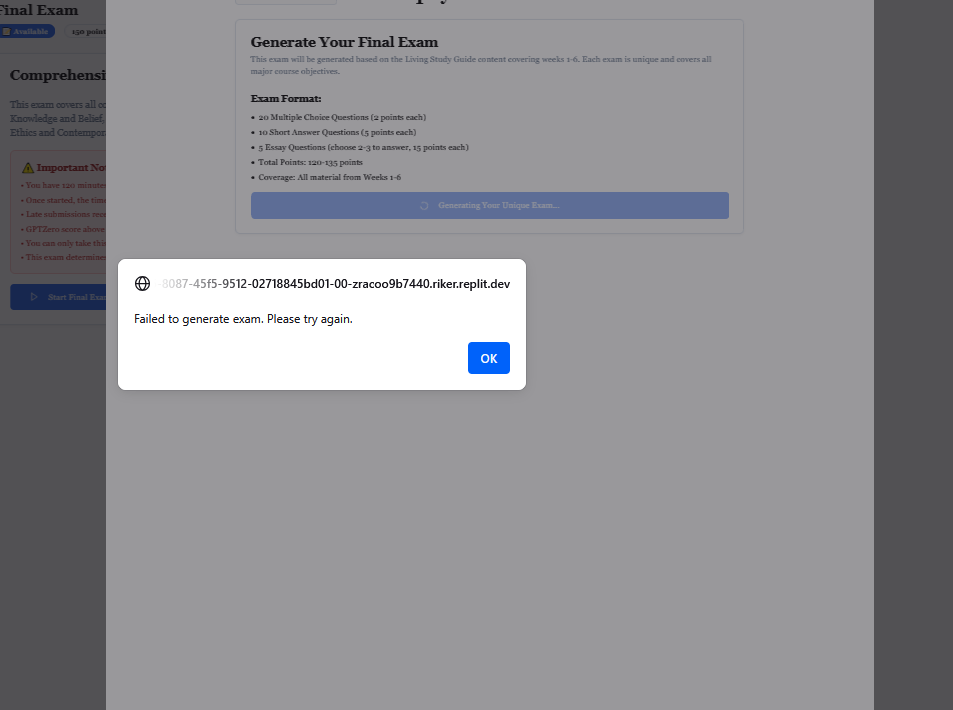 Final Exam
Available
150 point
Comprehensi
This exam covers all co
Knowledge and Belief,
Ethics and Contempor
Important No
• You have 120 minutes
• Once started, the time
• Late submissions rece
• GPTZero score above
• You can only take this
• This exam determines
Start Final Exa
Generate Your Final Exam
This exam will be generated based on the Living Study Guide content covering weeks 1-6. Each exam is unique and covers all
major course objectives.
Exam Format:
• 20 Multiple Choice Questions (2 points each)
• 10 Short Answer Questions (5 points each)
• 5 Essay Questions (choose 2-3 to answer, 15 points each)
• Total Points: 120-135 points
• Coverage: All material from Weeks 1-6
Generating Your Unique Exam...
-8087-45f5-9512-02718845bd01-00-zracoo9b7440.riker.replit.dev
Failed to generate exam. Please try again.
OK